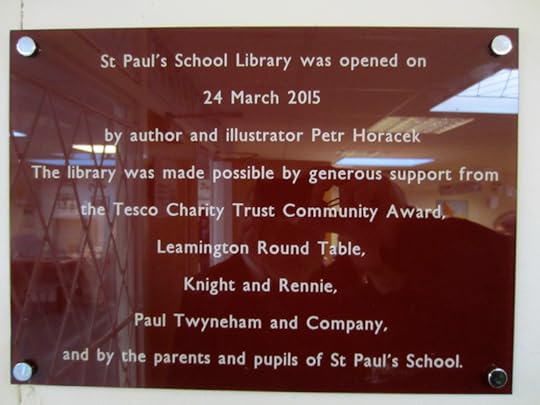 St Paul's School Library was opened on
24 March 2015
by author and illustrator Petr Horacek
The library was made possible by generous support from
the Tesco Charity Trust Community Award,
Leamington Round Table,
Knight and Rennie,
Paul Twyneham and Company,
and by the parents and pupils of St Paul's School.